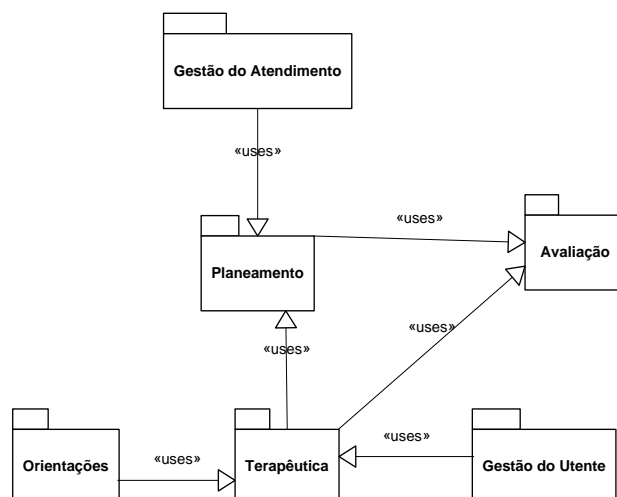 Gestão do Atendimento
«uses»
«uses»
Planeamento
Avaliação
«uses»
«uses»
Orientações
«uses»
Terapêutica
«uses»
Gestão do Utente